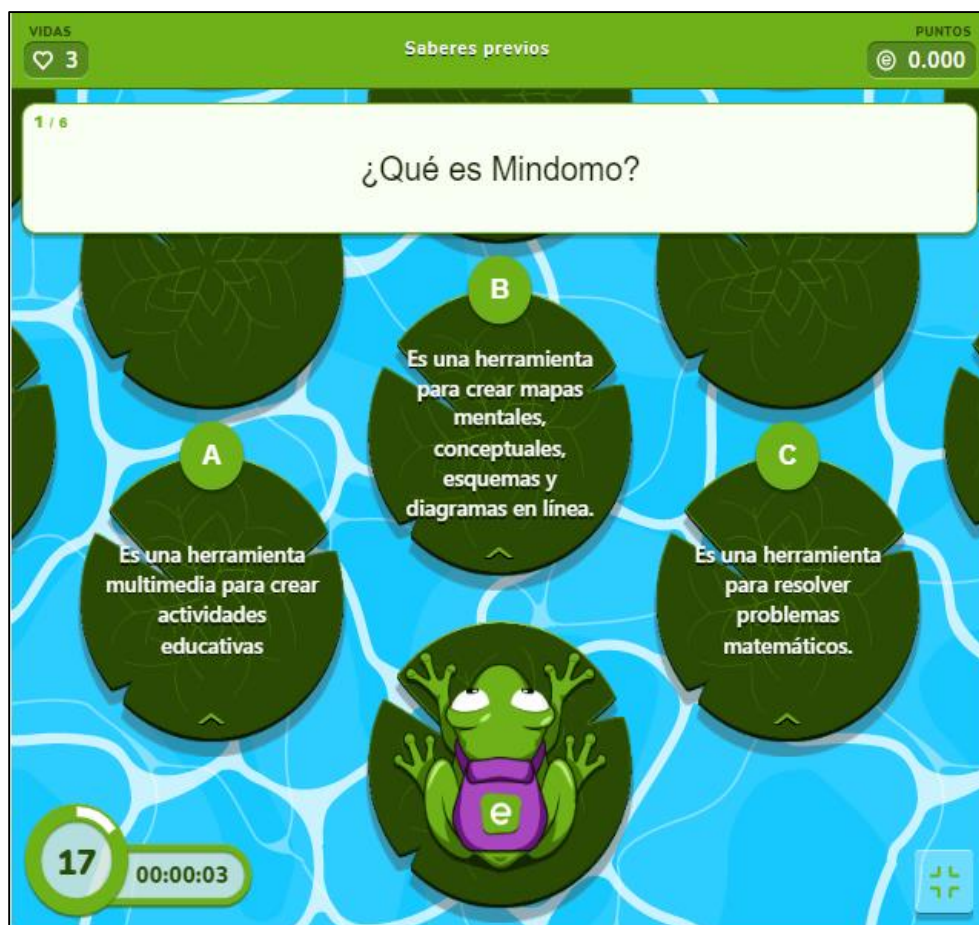 VIDAS
3
Saberes previos
PUNTOS
ⓔ 0.000
1 / 6
¿Qué es Mindomo?
B
Es una herramienta
para crear mapas
mentales,
conceptuales,
esquemas y
diagramas en línea.
A
Es una herramienta
multimedia para crear
actividades
educativas
C
Es una herramienta
para resolver
problemas
matemáticos.
e
17
00:00:03